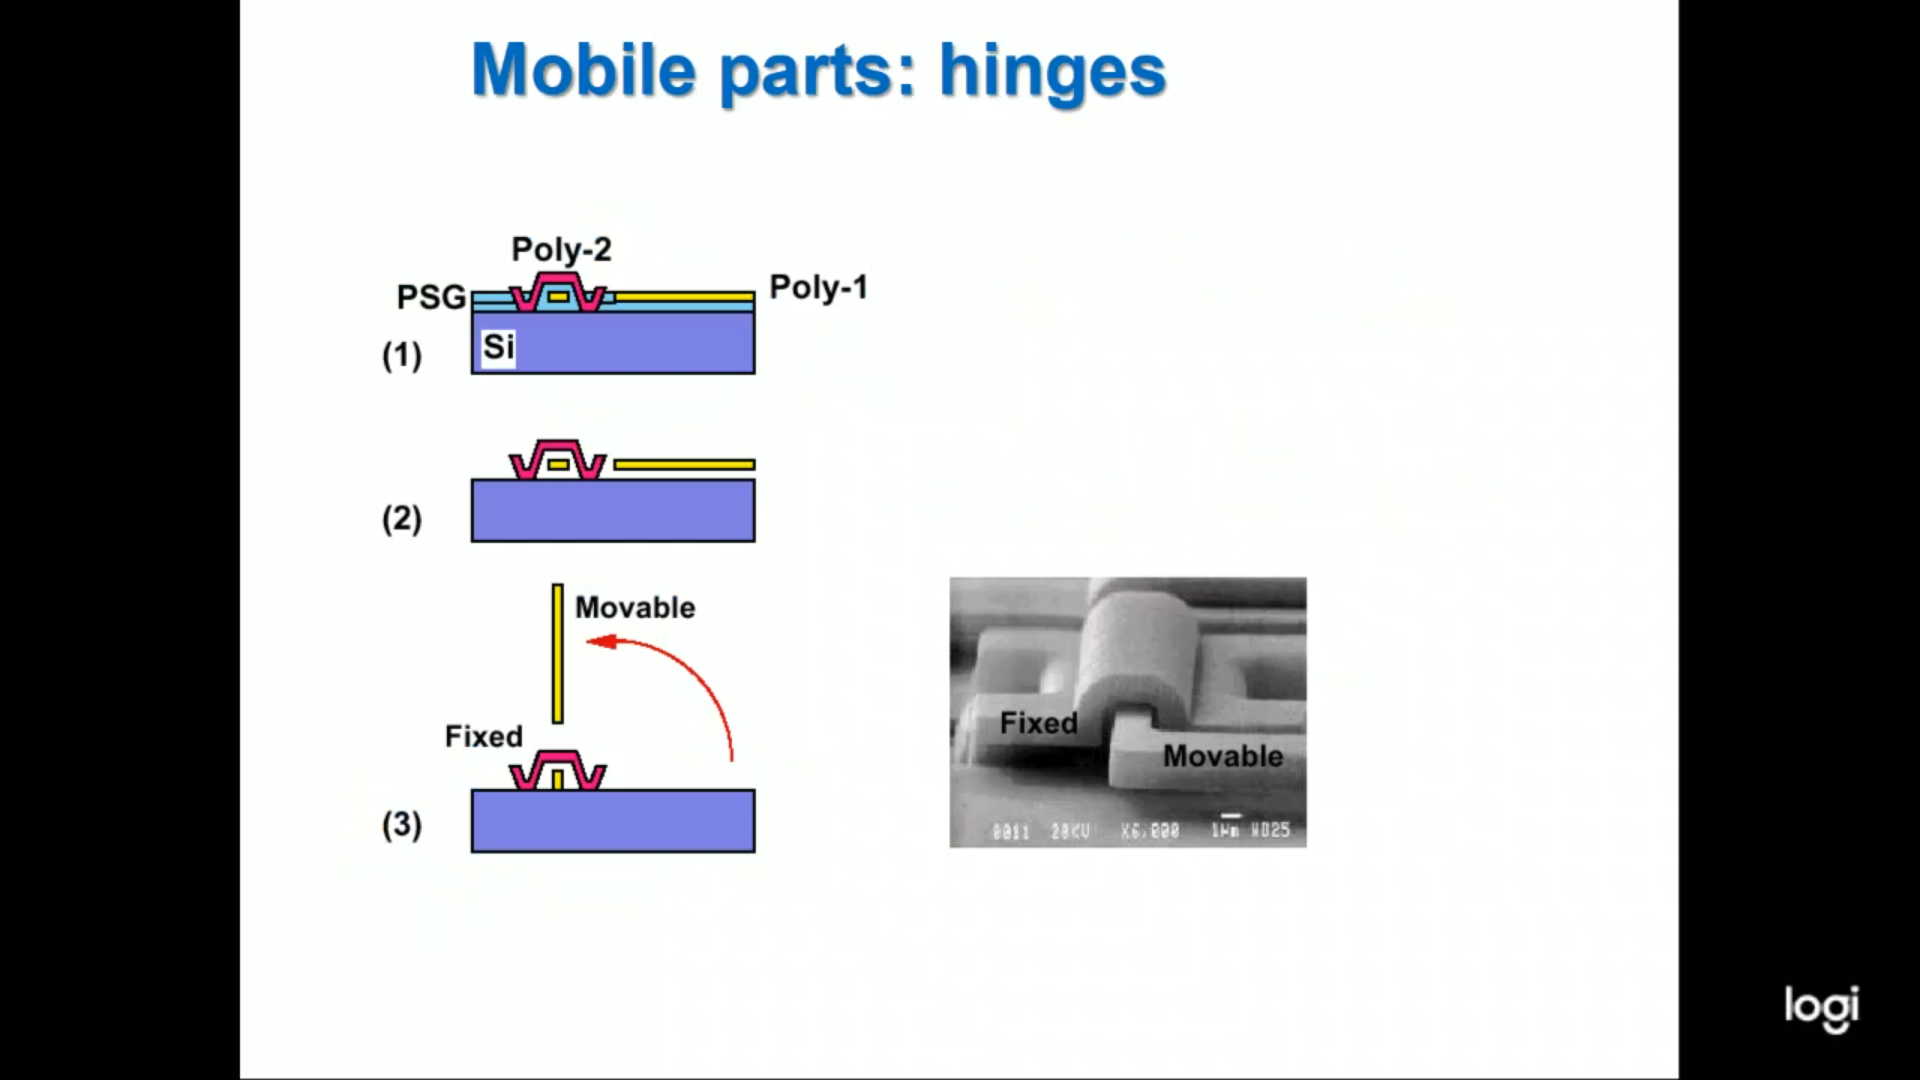 Mobile parts: hinges
Poly-2
PSG
Poly-1
Si
(1)
(2)
Movable
Fixed
(3)
Fixed
Movable
0011 20KV X6,000 1µm WD25
logi